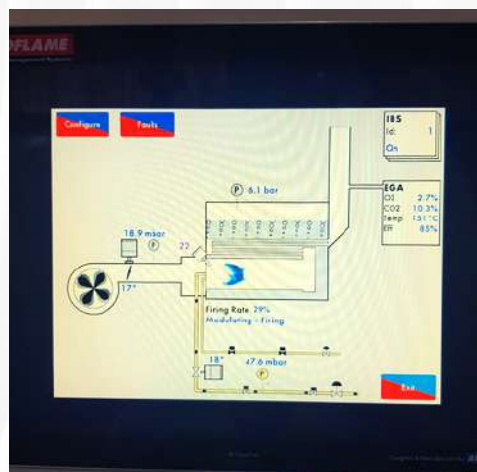 OFLAME
Configure
Faults
IBS
Id: 1
On
P 6.1 bar
EGA
O2 2.7%
CO2 10.3%
Temp 151°C
Eff 85%
18.9 mbar
P
22
17°
Firing Rate 29%
Modulating - Firing
18°
47.6 mbar
P
Exit